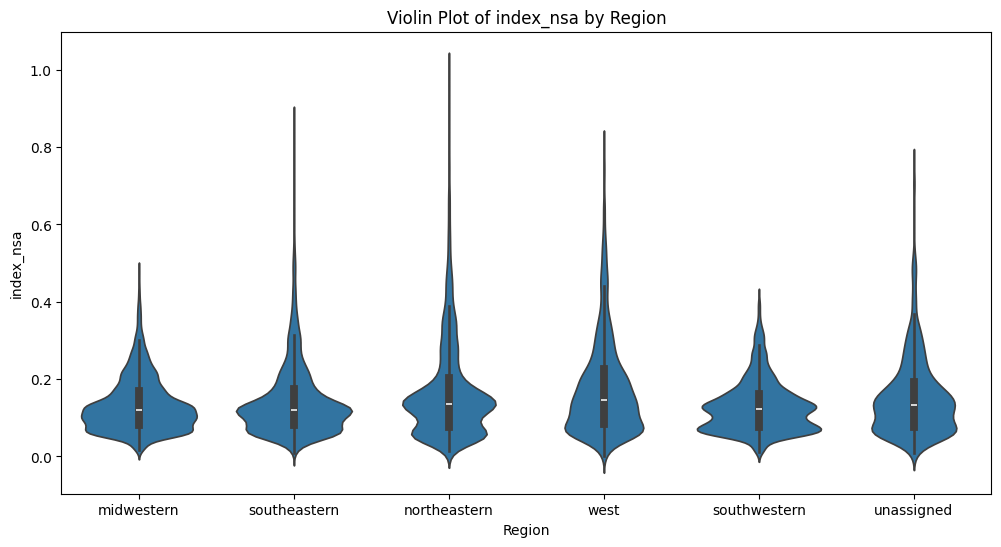 Violin Plot of index_nsa by Region
index_nsa
1.0
0.8
0.6
0.4
0.2
0.0
midwestern southeastern northeastern west southwestern unassigned
Region